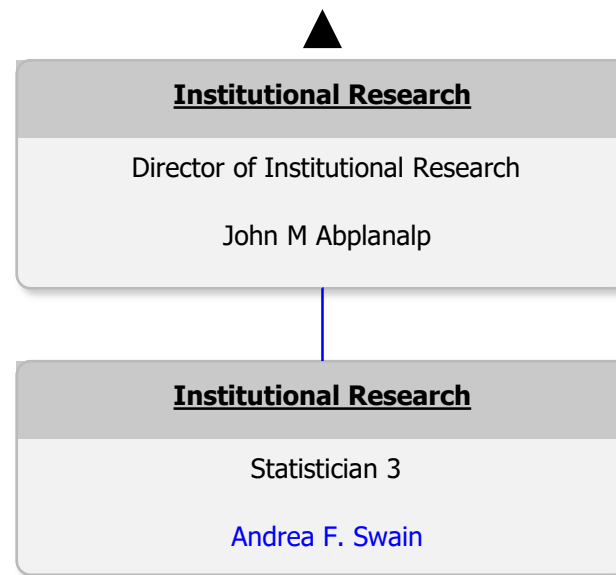 Institutional Research
Director of Institutional Research
John M Abplanalp
Institutional Research
Statistician 3
Andrea F. Swain